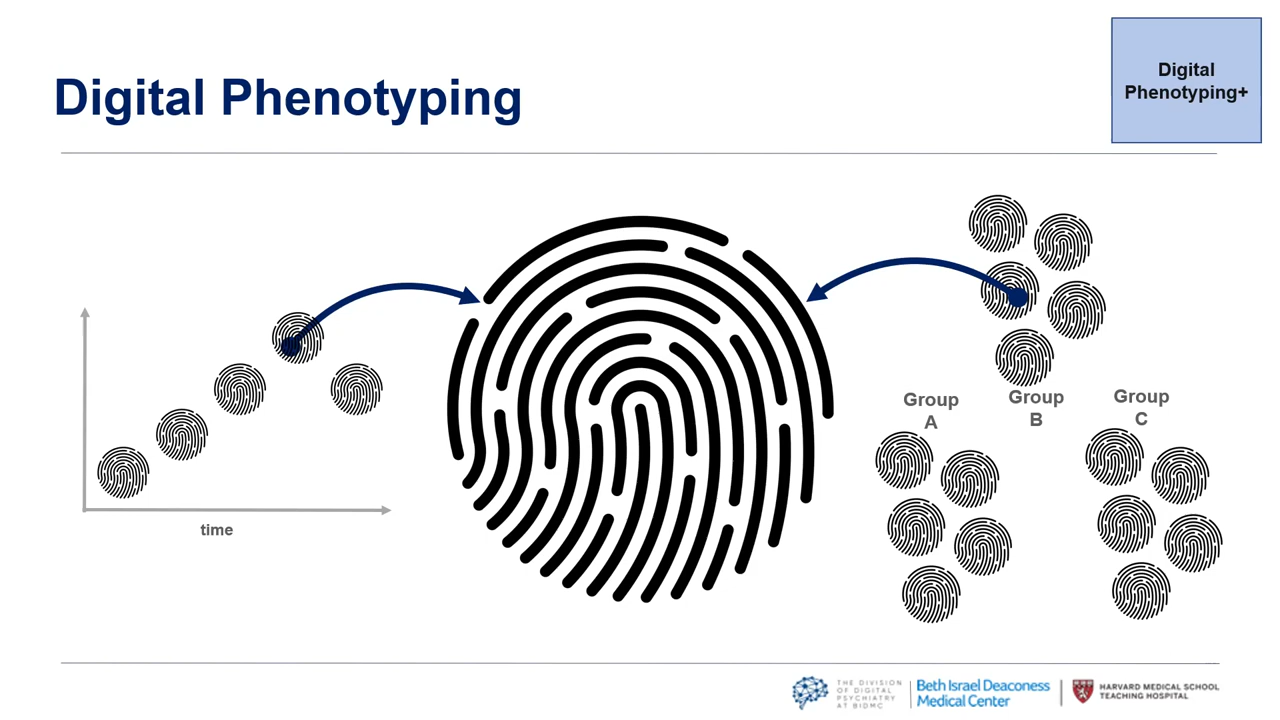 Digital Phenotyping
Digital
Phenotyping+
time
Group
A
Group
B
Group
C
THE DIVISION
OF DIGITAL
PSYCHIATRY
AT BIDMC
Beth Israel Deaconess
Medical Center
HARVARD MEDICAL SCHOOL
TEACHING HOSPITAL